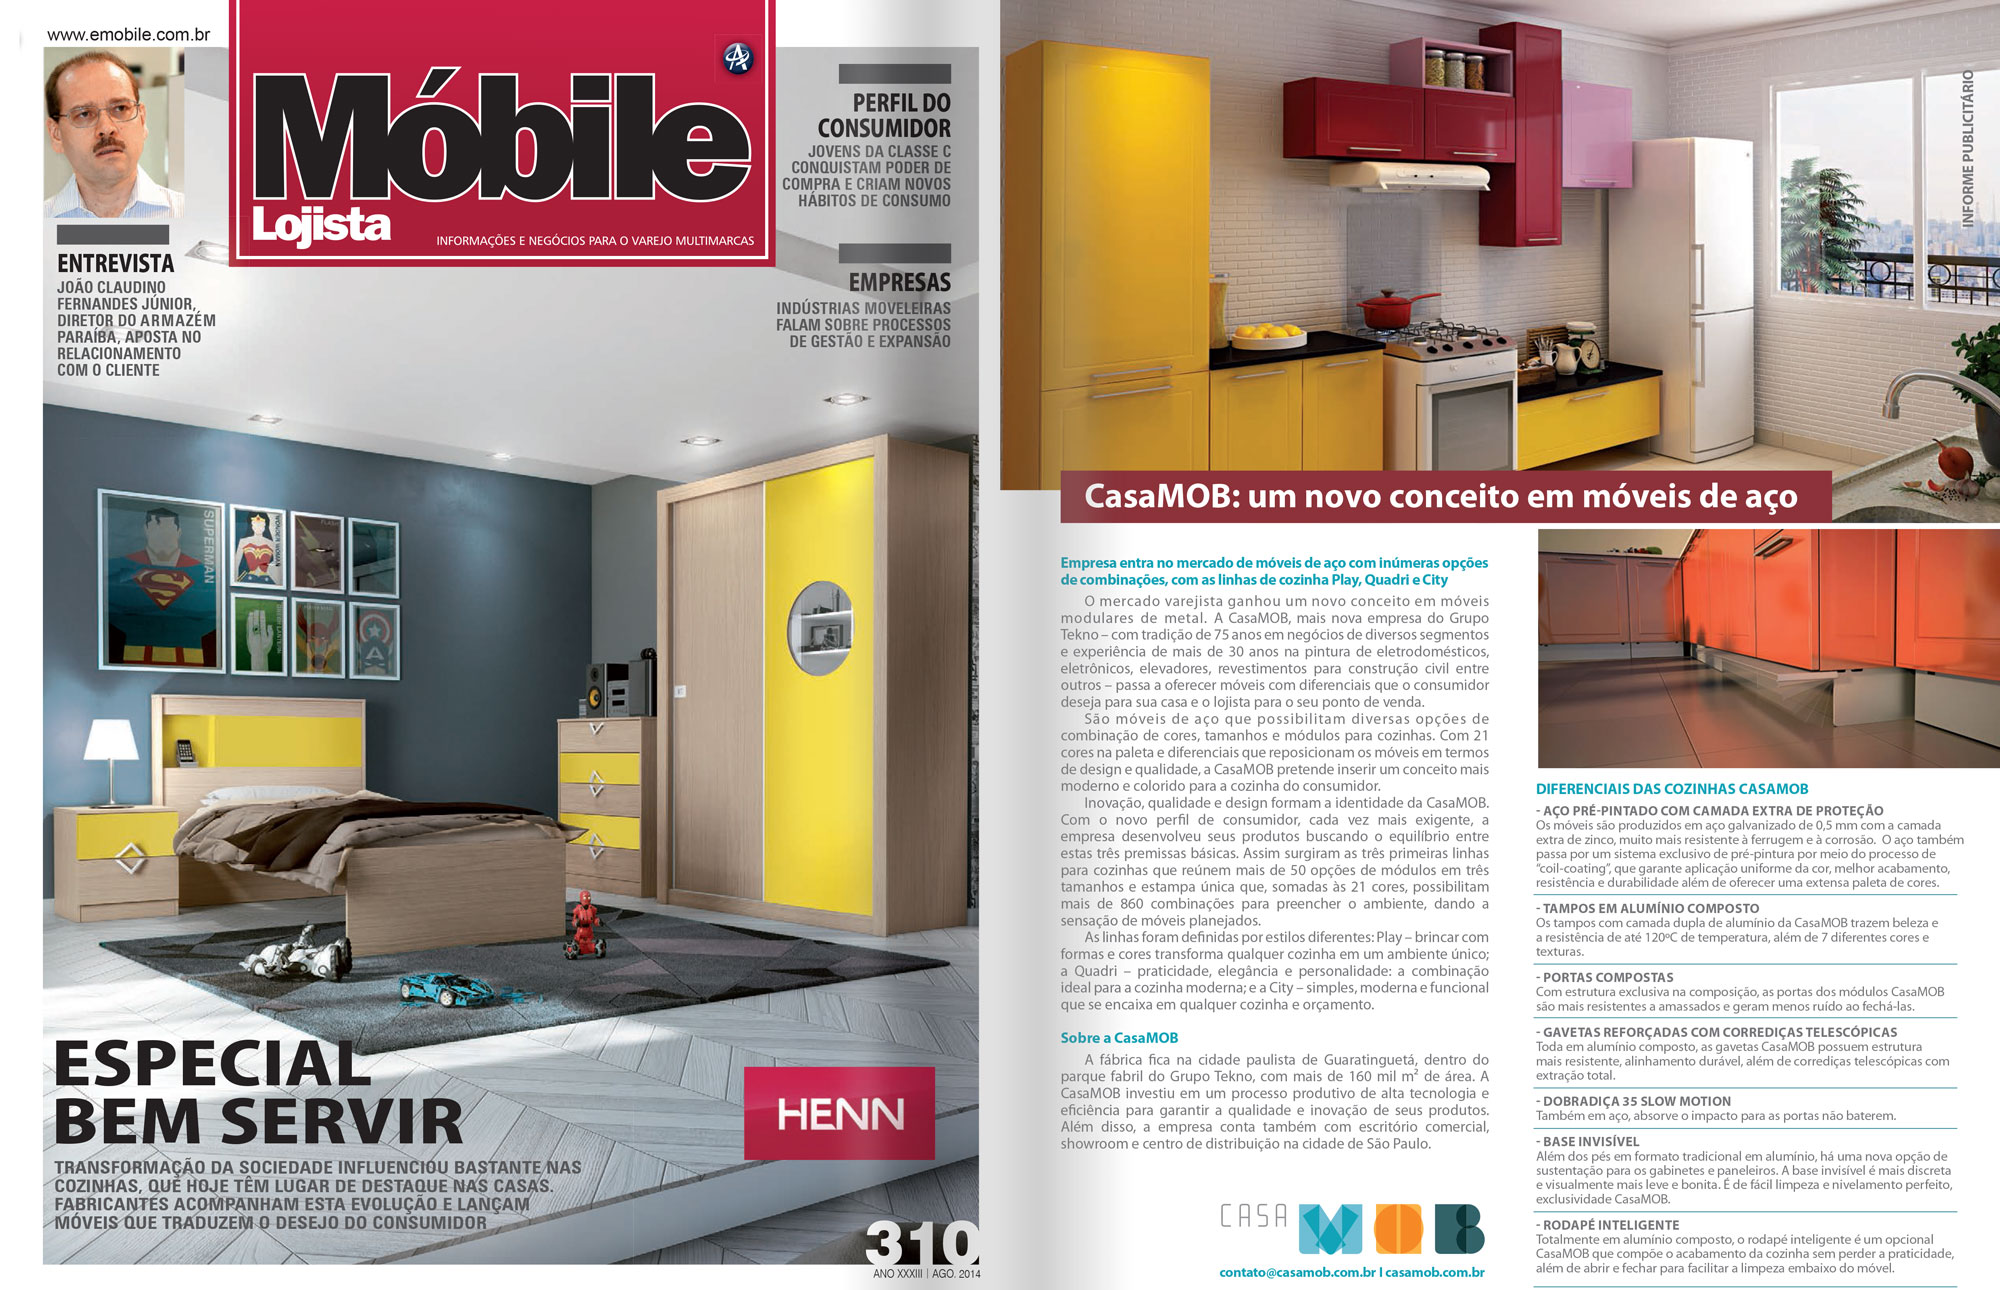 www.emobile.com.br
Móbile
Lojista
INFORMAÇÕES E NEGÓCIOS PARA O VAREJO MULTIMARCAS
ENTREVISTA
JOÃO CLAUDINO
FERNANDES JÚNIOR,
DIRETOR DO ARMAZÉM
PARAÍBA, APOSTA NO
RELACIONAMENTO
COM O CLIENTE
PERFIL DO
CONSUMIDOR
JOVENS DA CLASSE C
CONQUISTAM PODER DE
COMPRA E CRIAM NOVOS
HÁBITOS DE CONSUMO
EMPRESAS
INDÚSTRIAS MOVELEIRAS
FALAM SOBRE PROCESSOS
DE GESTÃO E EXPANSÃO
SUPERMAN
WONDER WOMAN
FLASH
ESPECIAL
BEM SERVIR
TRANSFORMAÇÃO DA SOCIEDADE INFLUENCIOU BASTANTE NAS
COZINHAS, QUE HOJE TÊM LUGAR DE DESTAQUE NAS CASAS.
FABRICANTES ACOMPANHAM ESTA EVOLUÇÃO E LANÇAM
MÓVEIS QUE TRADUZEM O DESEJO DO CONSUMIDOR
HENN
310
ANO XXXIII | AGO. 2014
INFORME PUBLICITÁRIO
CasaMOB: um novo conceito em móveis de aço
Empresa entra no mercado de móveis de aço com inúmeras opções
de combinações, com as linhas de cozinha Play, Quadri e City
O mercado varejista ganhou um novo conceito em móveis
modulares de metal. A CasaMOB, mais nova empresa do Grupo
Tekno – com tradição de 75 anos em negócios de diversos segmentos
e experiência de mais de 30 anos na pintura de eletrodomésticos,
eletrônicos, elevadores, revestimentos para construção civil entre
outros – passa a oferecer móveis com diferenciais que o consumidor
deseja para sua casa e o lojista para o seu ponto de venda.
São móveis de aço que possibilitam diversas opções de
combinação de cores, tamanhos e módulos para cozinhas. Com 21
cores na paleta e diferenciais que reposicionam os móveis em termos
de design e qualidade, a CasaMOB pretende inserir um conceito mais
moderno e colorido para a cozinha do consumidor.
Inovação, qualidade e design formam a identidade da CasaMOB.
Com o novo perfil de consumidor, cada vez mais exigente, a
empresa desenvolveu seus produtos buscando o equilíbrio entre
estas três premissas básicas. Assim surgiram as três primeiras linhas
para cozinhas que reúnem mais de 50 opções de módulos em três
tamanhos e estampa única que, somadas às 21 cores, possibilitam
mais de 860 combinações para preencher o ambiente, dando a
sensação de móveis planejados.
As linhas foram definidas por estilos diferentes: Play – brincar com
formas e cores transforma qualquer cozinha em um ambiente único;
a Quadri – praticidade, elegância e personalidade: a combinação
ideal para a cozinha moderna; e a City – simples, moderna e funcional
que se encaixa em qualquer cozinha e orçamento.
Sobre a CasaMOB
A fábrica fica na cidade paulista de Guaratinguetá, dentro do
parque fabril do Grupo Tekno, com mais de 160 mil m² de área. A
CasaMOB investiu em um processo produtivo de alta tecnologia e
eficiência para garantir a qualidade e inovação de seus produtos.
Além disso, a empresa conta também com escritório comercial,
showroom e centro de distribuição na cidade de São Paulo.
CASA MOB
contato@casamob.com.br I casamob.com.br
DIFERENCIAIS DAS COZINHAS CASAMOB
- AÇO PRÉ-PINTADO COM CAMADA EXTRA DE PROTEÇÃO
Os móveis são produzidos em aço galvanizado de 0,5 mm com a camada
extra de zinco, muito mais resistente à ferrugem e à corrosão. O aço também
passa por um sistema exclusivo de pré-pintura por meio do processo de
“coil-coating”, que garante aplicação uniforme da cor, melhor acabamento,
resistência e durabilidade além de oferecer uma extensa paleta de cores.
- TAMPOS EM ALUMÍNIO COMPOSTO
Os tampos com camada dupla de alumínio da CasaMOB trazem beleza e
a resistência de até 120ºC de temperatura, além de 7 diferentes cores e
texturas.
- PORTAS COMPOSTAS
Com estrutura exclusiva na composição, as portas dos módulos CasaMOB
são mais resistentes a amassados e geram menos ruído ao fechá-las.
- GAVETAS REFORÇADAS COM CORREDIÇAS TELESCÓPICAS
Toda em alumínio composto, as gavetas CasaMOB possuem estrutura
mais resistente, alinhamento durável, além de corrediças telescópicas com
extração total.
- DOBRADIÇA 35 SLOW MOTION
Também em aço, absorve o impacto para as portas não baterem.
- BASE INVISÍVEL
Além dos pés em formato tradicional em alumínio, há uma nova opção de
sustentação para os gabinetes e paneleiros. A base invisível é mais discreta
e visualmente mais leve e bonita. É de fácil limpeza e nivelamento perfeito,
exclusividade CasaMOB.
- RODAPÉ INTELIGENTE
Totalmente em alumínio composto, o rodapé inteligente é um opcional
CasaMOB que compõe o acabamento da cozinha sem perder a praticidade,
além de abrir e fechar para facilitar a limpeza embaixo do móvel.